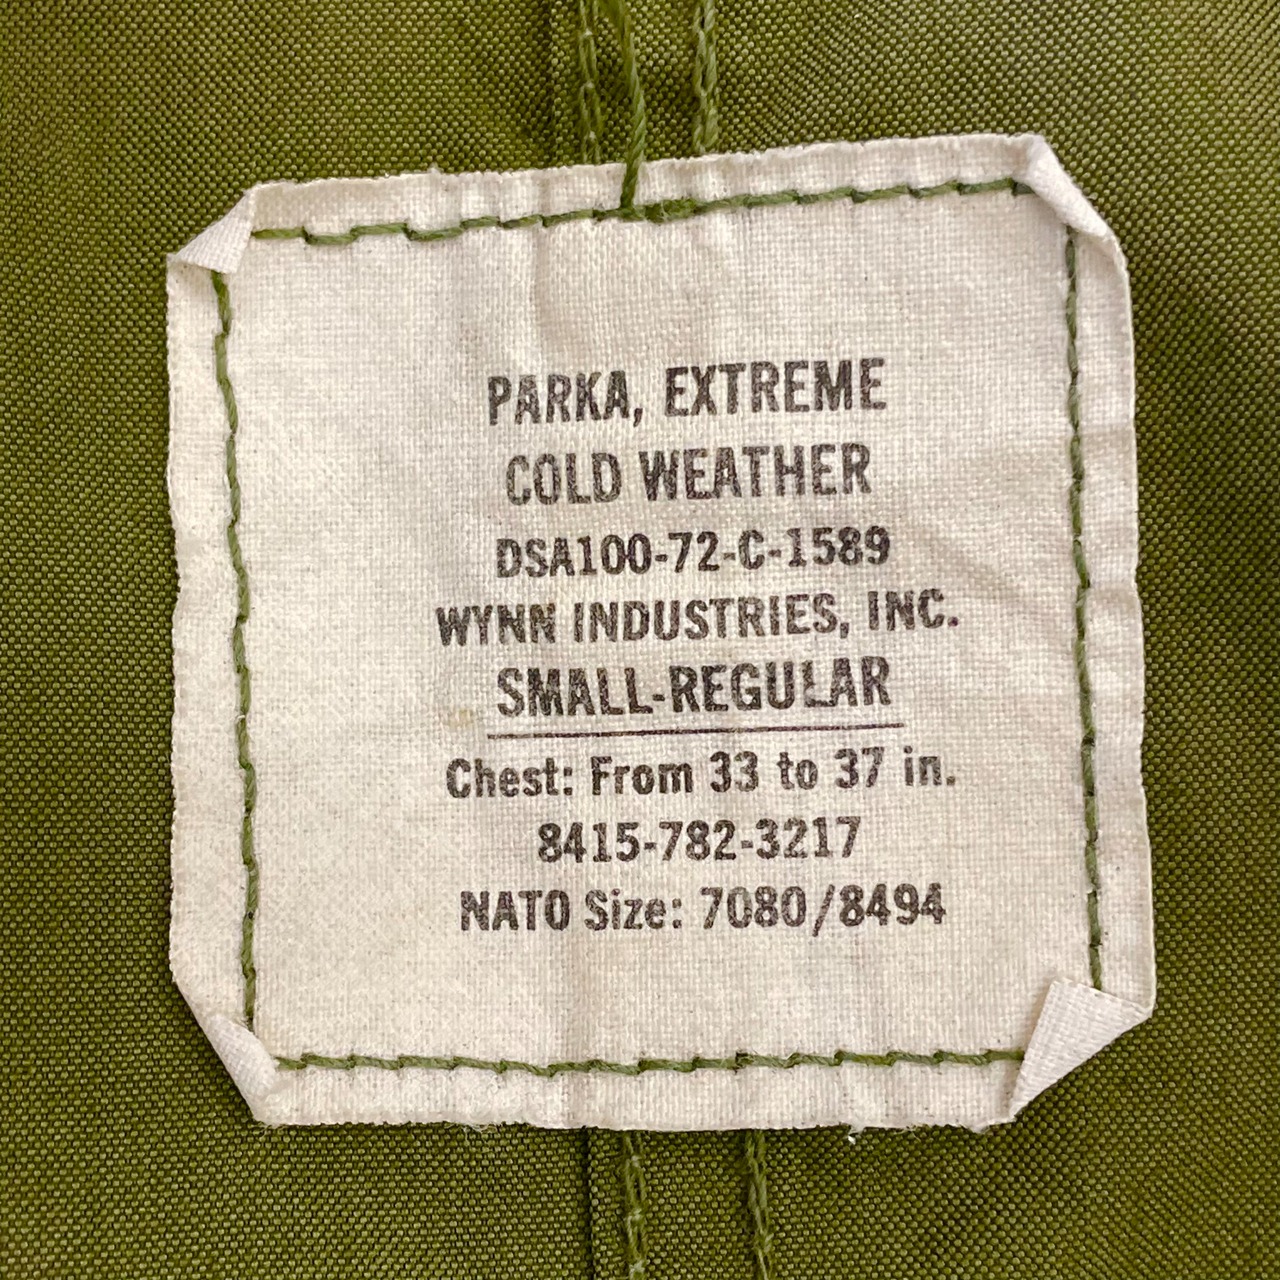 PARKA, EXTREME
COLD WEATHER
DSA100-72-C-1589
WYNN INDUSTRIES, INC.
SMALL-REGULAR
Chest: From 33 to 37 in.
8415-782-3217
NATO Size: 7080/8494